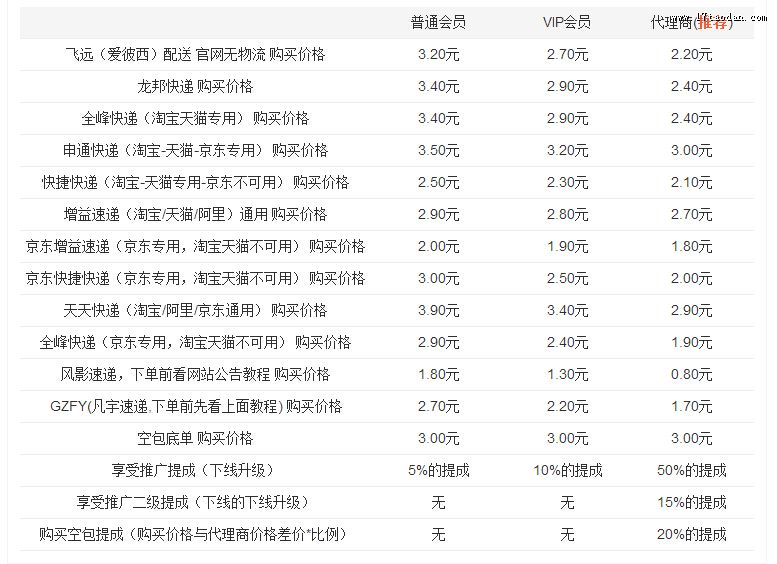 普通会员 VIP会员 代理商(推荐)
飞远（爱彼西）配送 官网无物流 购买价格 3.20元 2.70元 2.20元
龙邦快递 购买价格 3.40元 2.90元 2.40元
全峰快递（淘宝天猫专用） 购买价格 3.40元 2.90元 2.40元
申通快递（淘宝-天猫-京东专用） 购买价格 3.50元 3.20元 3.00元
快捷快递（淘宝-天猫专用-京东不可用） 购买价格 2.50元 2.30元 2.10元
增益速递（淘宝/天猫/阿里）通用 购买价格 2.90元 2.80元 2.70元
京东增益速递（京东专用，淘宝天猫不可用） 购买价格 2.00元 1.90元 1.80元
京东快捷快递（京东专用，淘宝天猫不可用） 购买价格 3.00元 2.50元 2.00元
天天快递（淘宝/阿里/京东通用） 购买价格 3.90元 3.40元 2.90元
全峰快递（京东专用，淘宝天猫不可用） 购买价格 2.90元 2.40元 1.90元
风影速递，下单前看网站公告教程 购买价格 1.80元 1.30元 0.80元
GZFY(凡宇速递,下单前先看上面教程) 购买价格 2.70元 2.20元 1.70元
空包底单 购买价格 3.00元 3.00元 3.00元
享受推广提成（下线升级） 5%的提成 10%的提成 50%的提成
享受推广二级提成（下线的下线升级） 无 无 15%的提成
购买空包提成（购买价格与代理商价格差价*比例） 无 无 20%的提成